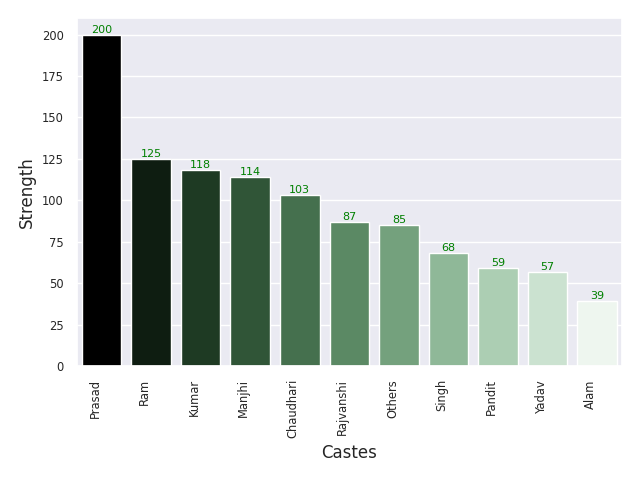 200
175
150
125
100
75
50
25
0
Strength
200
125
118
114
103
87
85
68
59
57
39
Prasad
Ram
Kumar
Manjhi
Chaudhari
Rajvanshi
Others
Singh
Pandit
Yadav
Alam
Castes